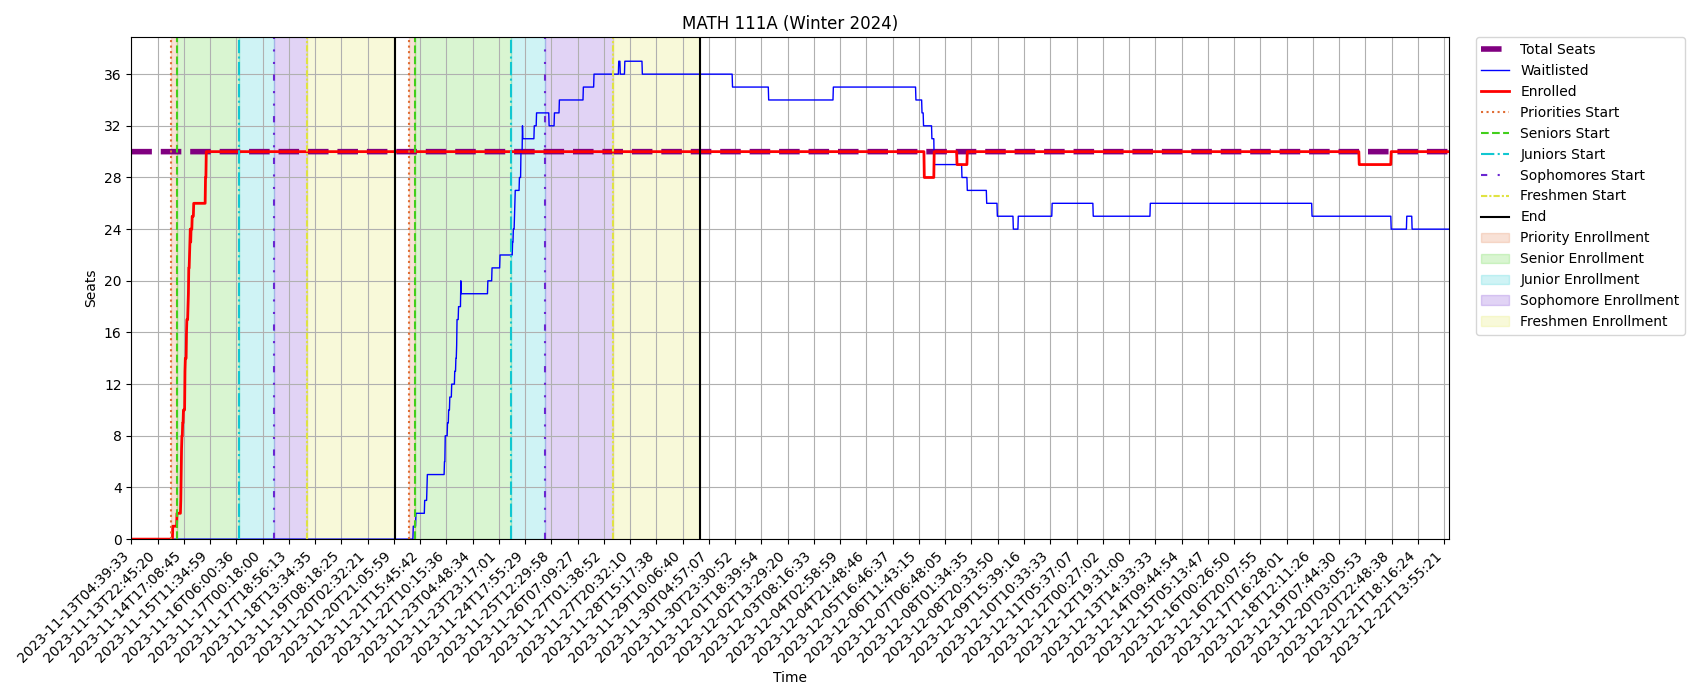 MATH 111A (Winter 2024)
Seats
36
32
28
24
20
16
12
8
4
0
2023-11-13T04:39:33
2023-11-13T22:45:20
2023-11-14T17:08:45
2023-11-15T11:34:59
2023-11-16T06:00:36
2023-11-17T00:18:00
2023-11-17T18:56:13
2023-11-18T13:34:35
2023-11-19T08:18:25
2023-11-20T02:32:21
2023-11-20T21:05:59
2023-11-21T15:45:42
2023-11-22T10:15:36
2023-11-23T04:48:34
2023-11-23T23:17:01
2023-11-24T17:55:29
2023-11-25T12:29:58
2023-11-26T07:09:27
2023-11-27T01:38:52
2023-11-27T20:32:10
2023-11-28T15:17:38
2023-11-29T10:06:40
2023-11-30T04:57:07
2023-11-30T23:30:52
2023-12-01T18:39:54
2023-12-02T13:29:20
2023-12-03T08:16:33
2023-12-04T02:58:59
2023-12-04T21:48:46
2023-12-05T16:46:37
2023-12-06T11:43:15
2023-12-07T06:48:05
2023-12-08T01:34:35
2023-12-08T20:33:50
2023-12-09T15:39:16
2023-12-10T10:33:33
2023-12-11T05:37:07
2023-12-12T00:27:02
2023-12-12T19:31:00
2023-12-13T14:33:33
2023-12-14T09:44:54
2023-12-15T05:13:47
2023-12-16T00:26:50
2023-12-16T20:07:55
2023-12-17T16:28:01
2023-12-18T12:11:26
2023-12-19T07:44:30
2023-12-20T03:05:53
2023-12-20T22:48:38
2023-12-21T18:16:24
2023-12-22T13:55:21
Time
Total Seats
Waitlisted
Enrolled
Priorities Start
Seniors Start
Juniors Start
Sophomores Start
Freshmen Start
End
Priority Enrollment
Senior Enrollment
Junior Enrollment
Sophomore Enrollment
Freshmen Enrollment